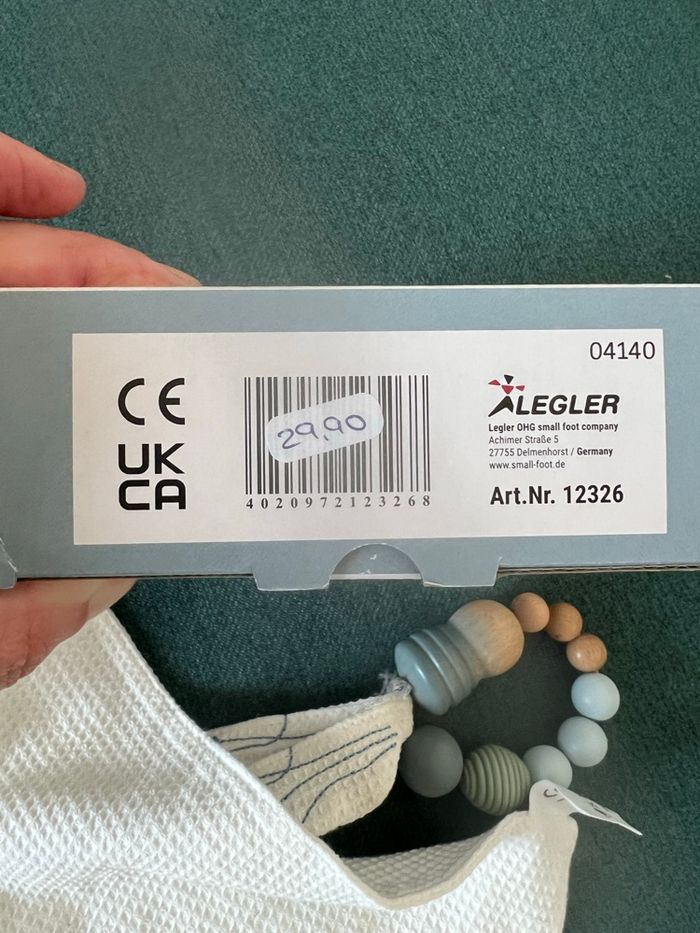 04140
CE
UK
CA
29,90
4020972123268
LEGLER
Legler OHG small foot company
Achimer Straße 5
27755 Delmenhorst / Germany
www.small-foot.de
Art.Nr. 12326